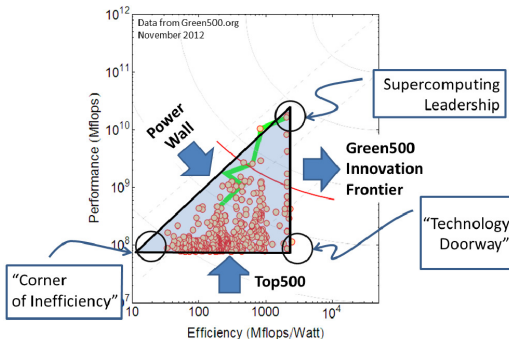 Data from Green500.org
November 2012
10^12
10^11
10^10
10^9
10^8
10^7
Performance (Mflops)
10
100
1000
10^4
Efficiency (Mflops/Watt)
Power
Wall
Supercomputing
Leadership
Green500
Innovation
Frontier
"Technology
Doorway"
"Corner
of Inefficiency"
Top500